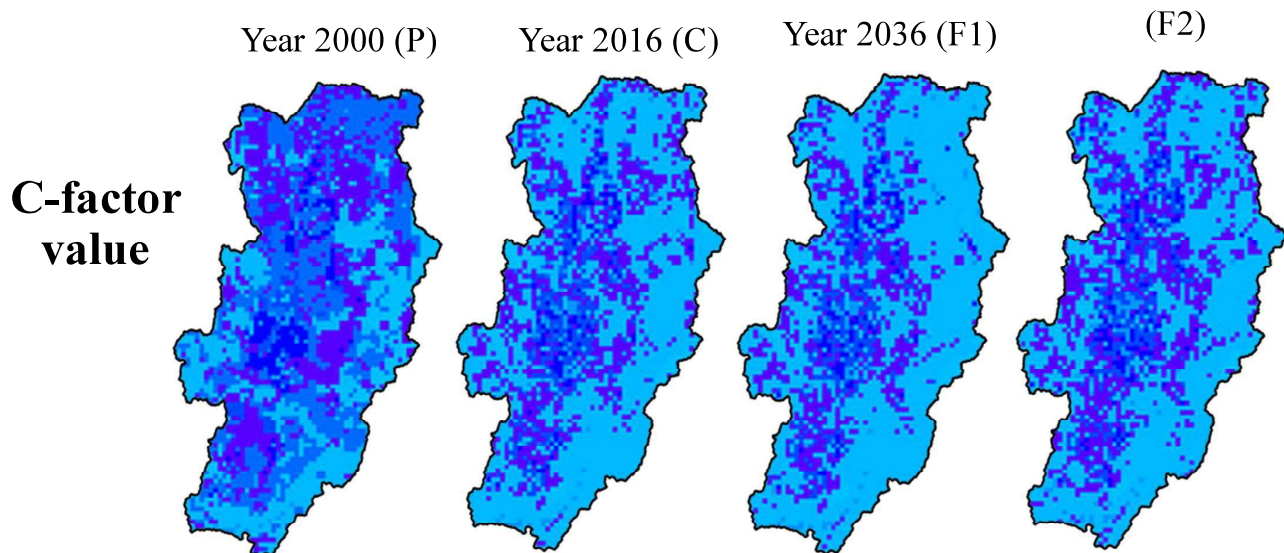 Year 2000 (P)
Year 2016 (C)
Year 2036 (F1)
(F2)
C-factor
value